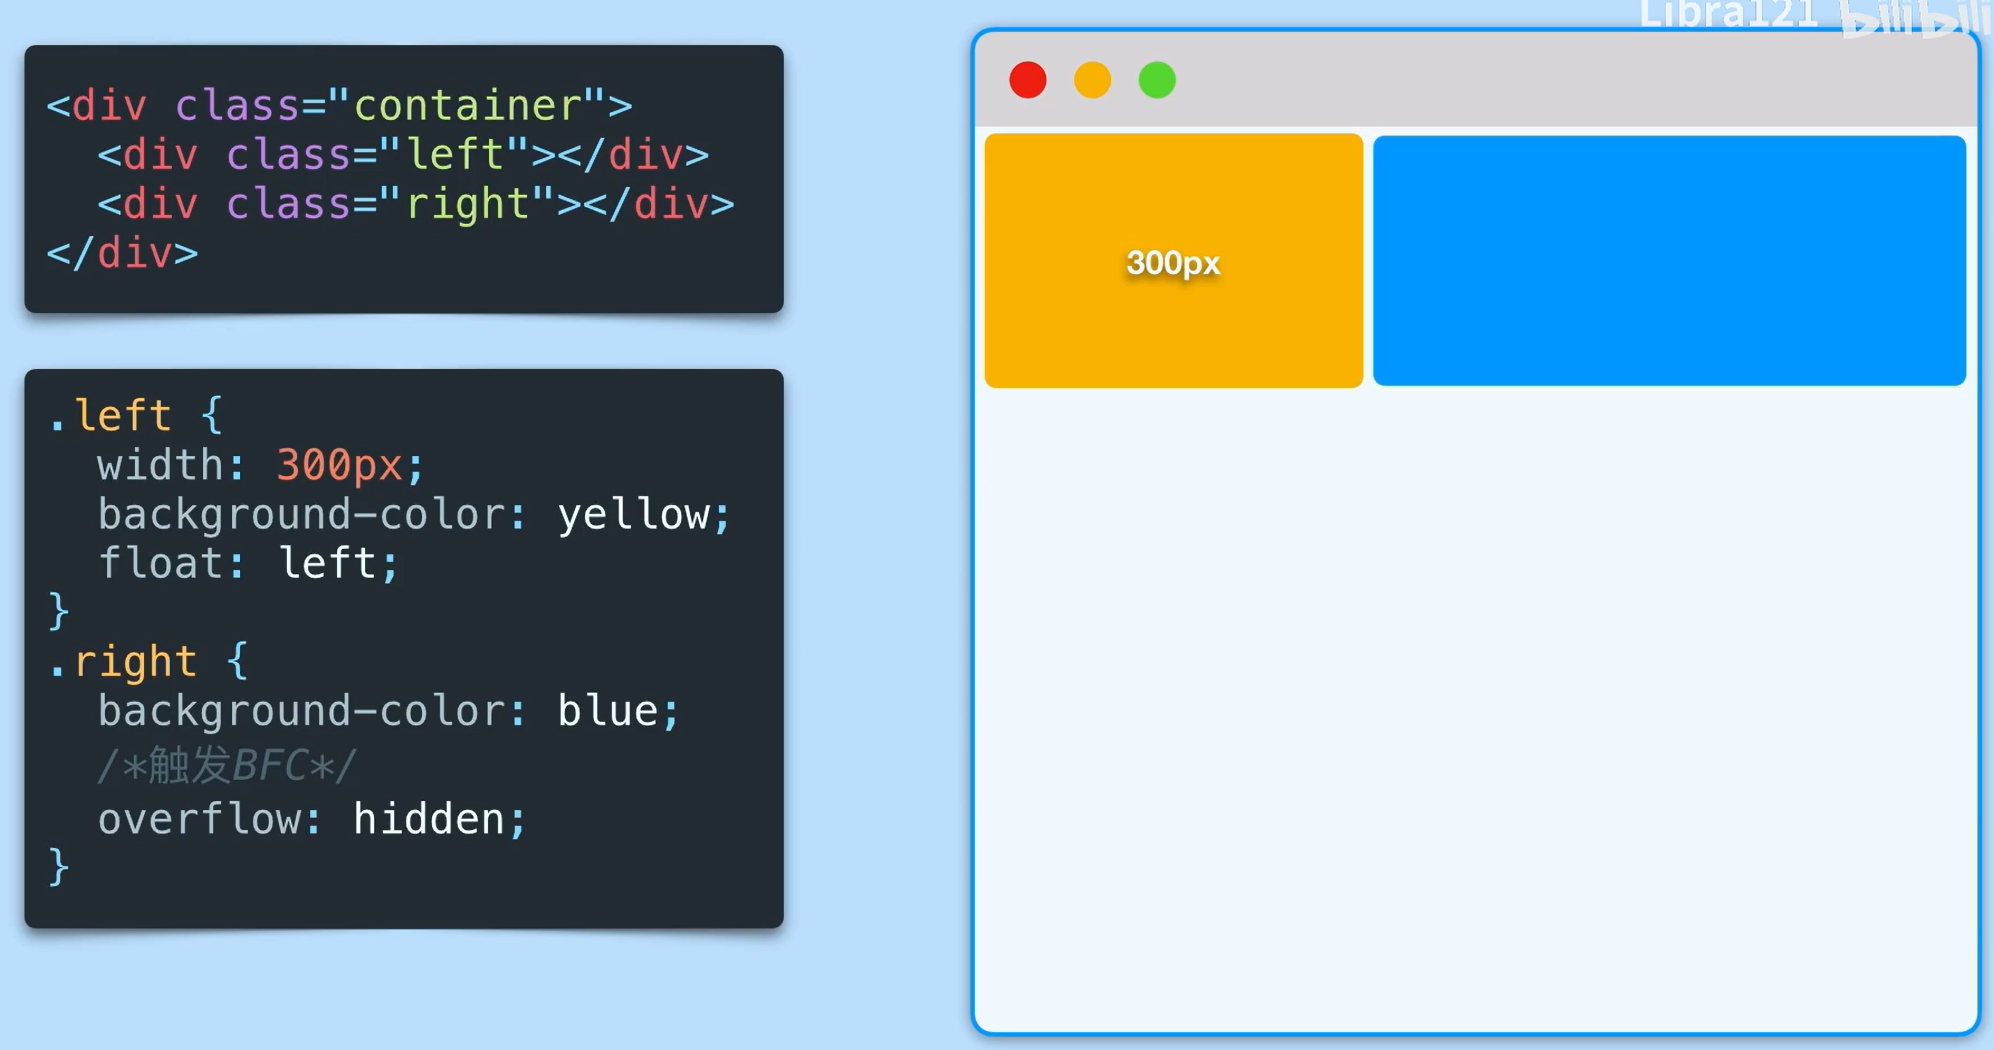 Libra121 bilibili
<div class="container">
  <div class="left"></div>
  <div class="right"></div>
</div>
.left {
  width: 300px;
  background-color: yellow;
  float: left;
}
.right {
  background-color: blue;
  /*触发BFC*/
  overflow: hidden;
}
300px